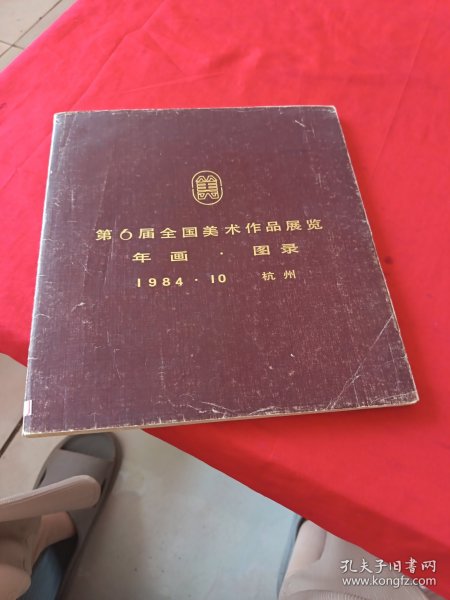 美
第6届全国美术作品展览
年画·图录
1984·10 杭州
孔夫子旧书网
www.kongfz.com